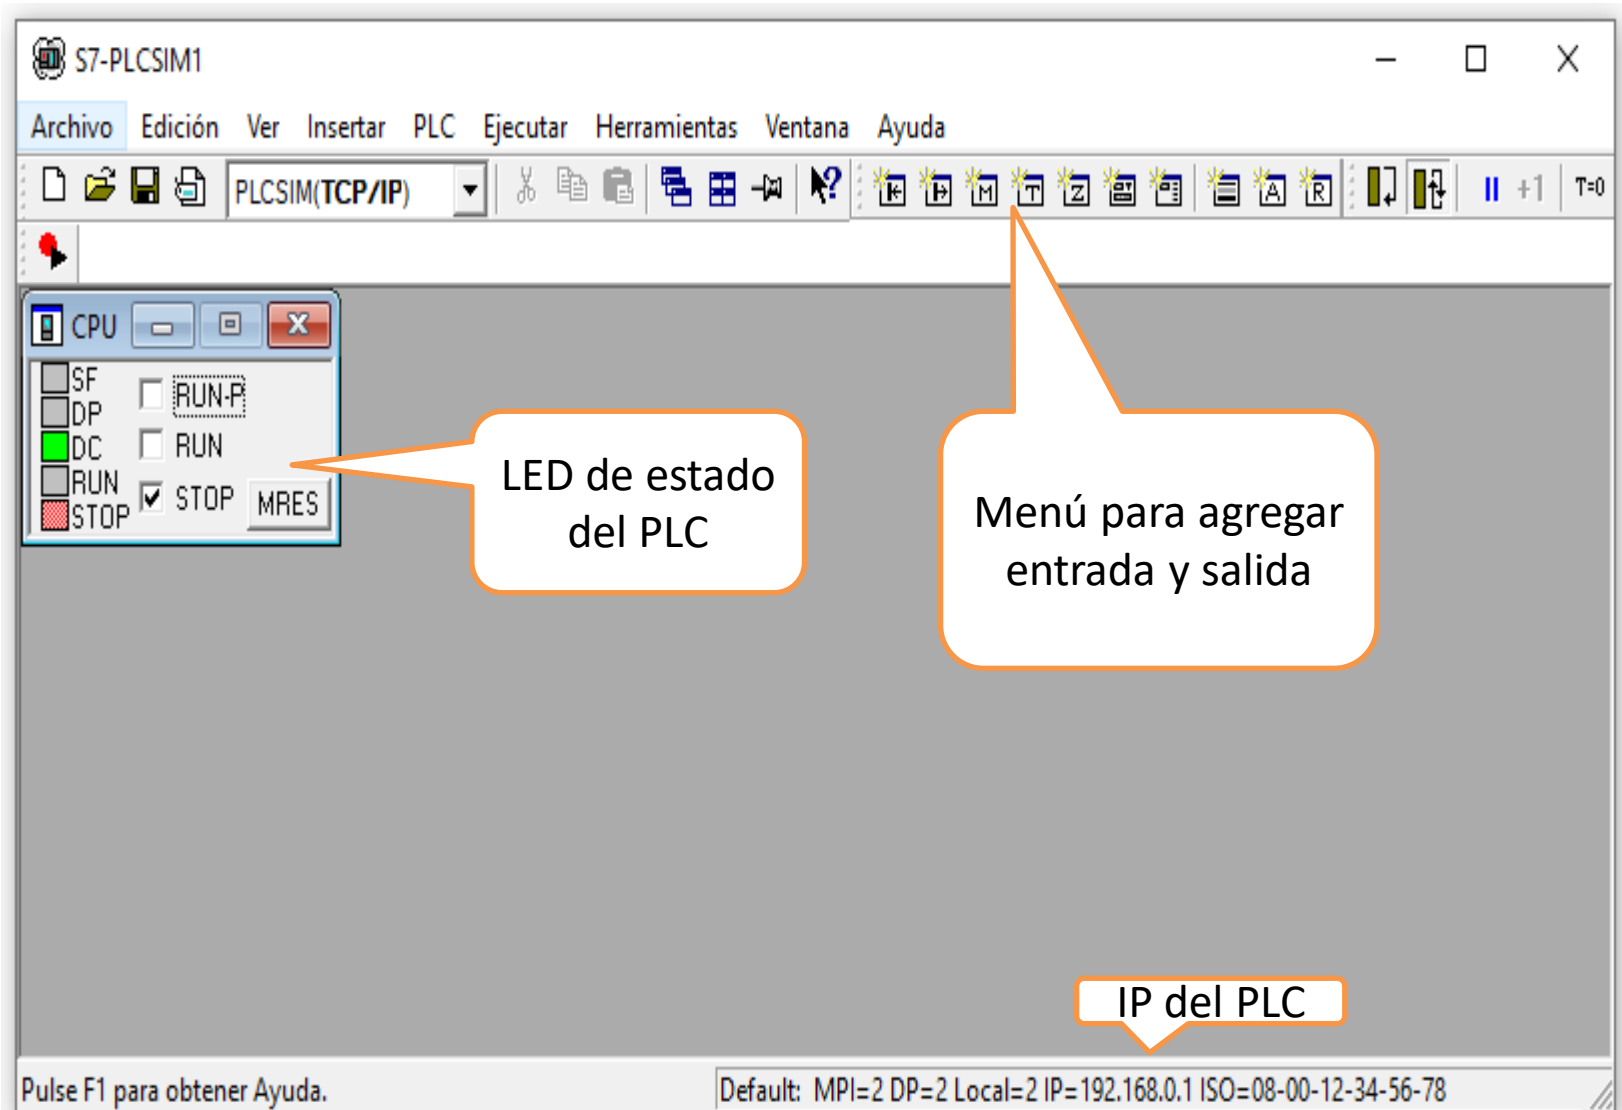 S7-PLCSIM1
Archivo Edición Ver Insertar PLC Ejecutar Herramientas Ventana Ayuda
PLCSIM(TCP/IP) M T Z A R +1 T=0
CPU
SF
DP
DC
RUN
STOP
RUN-P
RUN
STOP
MRES
LED de estado
del PLC
Menú para agregar
entrada y salida
IP del PLC
Pulse F1 para obtener Ayuda.
Default: MPI=2 DP=2 Local=2 IP=192.168.0.1 ISO=08-00-12-34-56-78